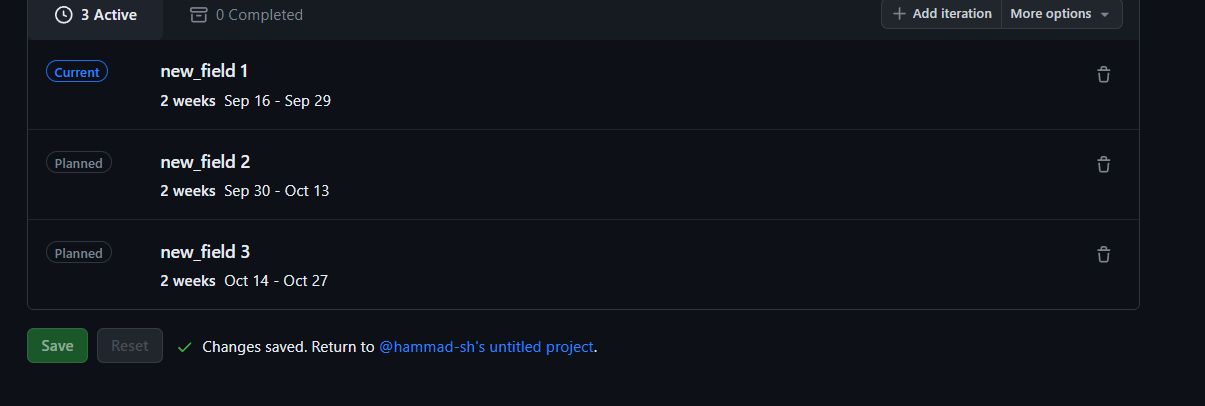 3 Active 0 Completed Add iteration More options
Current new_field 1
2 weeks Sep 16 - Sep 29
Planned new_field 2
2 weeks Sep 30 - Oct 13
Planned new_field 3
2 weeks Oct 14 - Oct 27
Save Reset Changes saved. Return to @hammad-sh's untitled project.